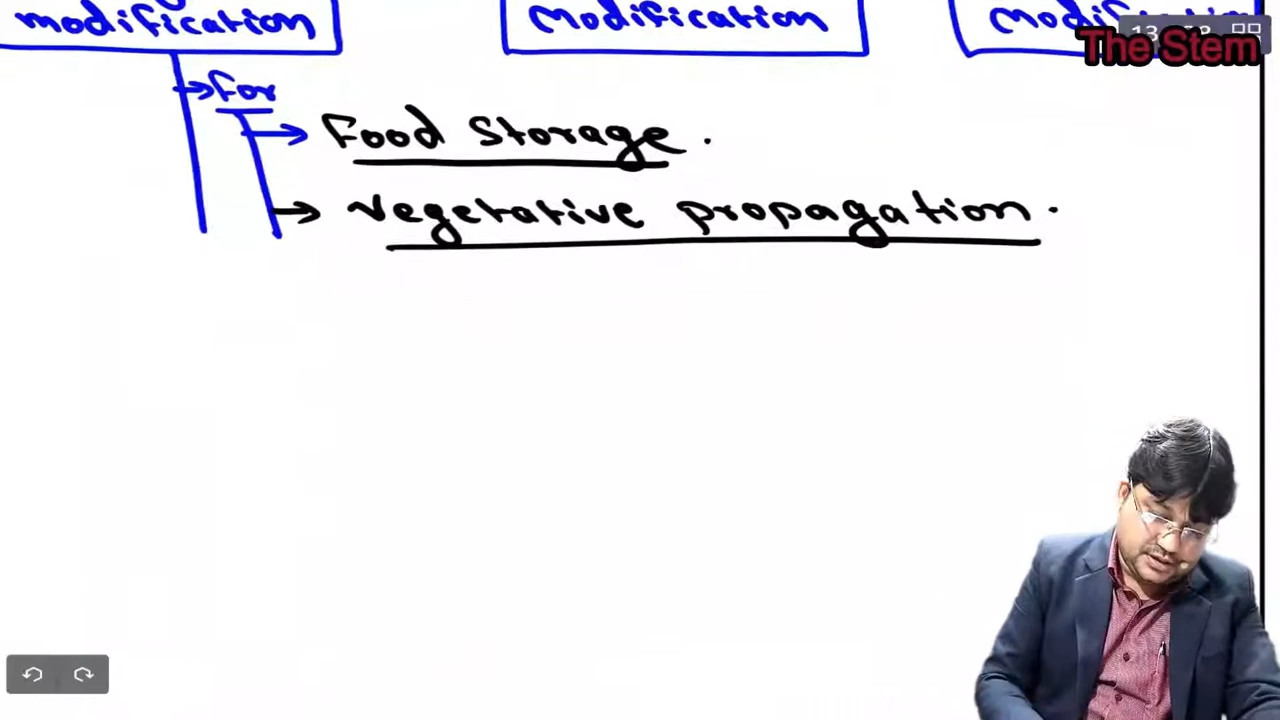 modification
Modification
The Stem
For
Food Storage.
vegetative propagation.